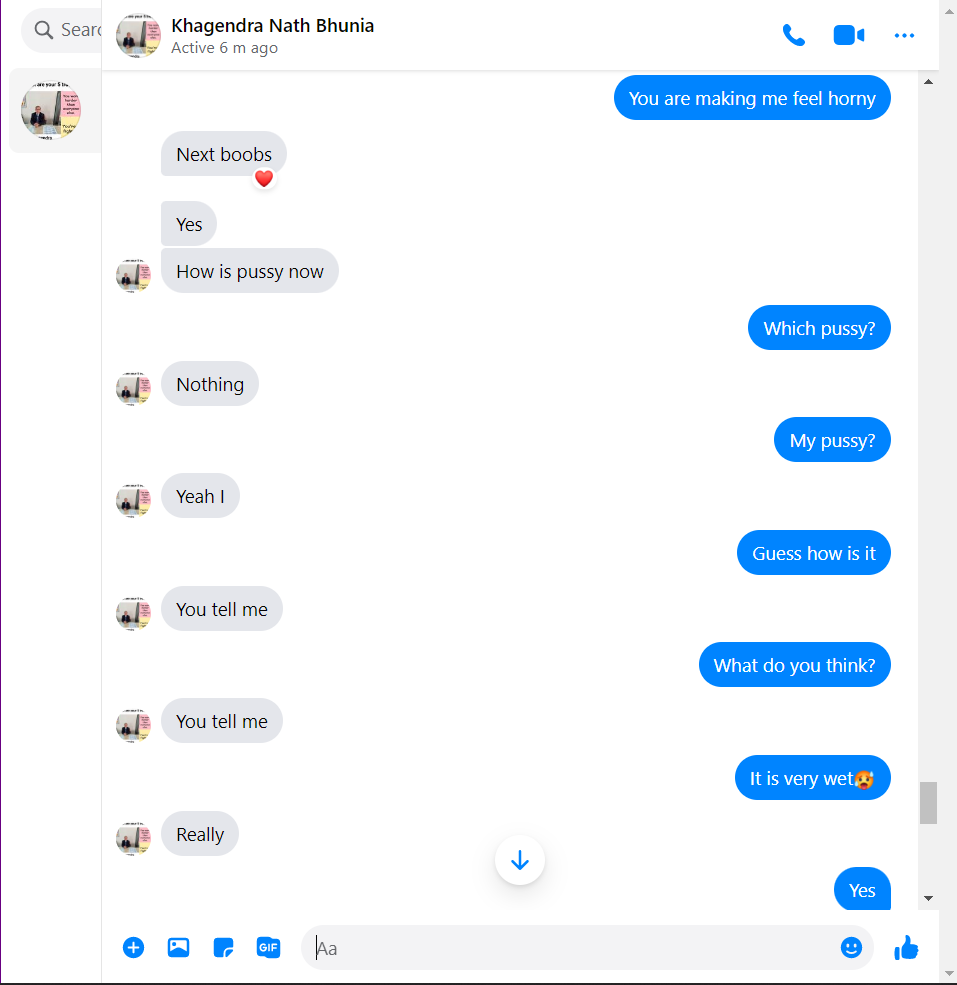 Searc
Khagendra Nath Bhunia
Active 6 m ago
You are making me feel horny
Next boobs
Yes
How is pussy now
Which pussy?
Nothing
My pussy?
Yeah I
Guess how is it
You tell me
What do you think?
You tell me
It is very wet🥵
Really
Yes
GIF
Aa